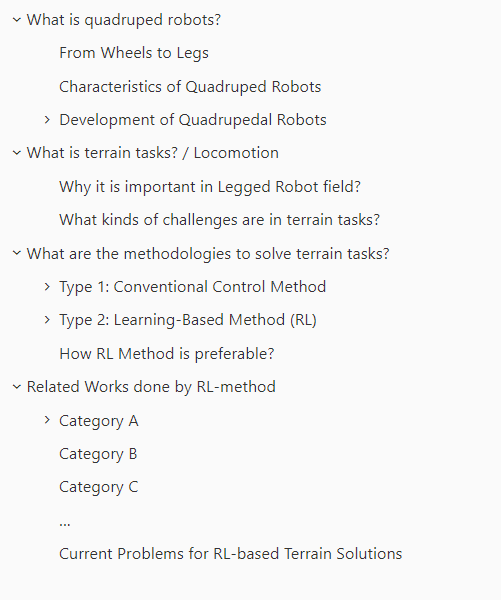 What is quadruped robots?
From Wheels to Legs
Characteristics of Quadruped Robots
Development of Quadrupedal Robots
What is terrain tasks? / Locomotion
Why it is important in Legged Robot field?
What kinds of challenges are in terrain tasks?
What are the methodologies to solve terrain tasks?
Type 1: Conventional Control Method
Type 2: Learning-Based Method (RL)
How RL Method is preferable?
Related Works done by RL-method
Category A
Category B
Category C
...
Current Problems for RL-based Terrain Solutions